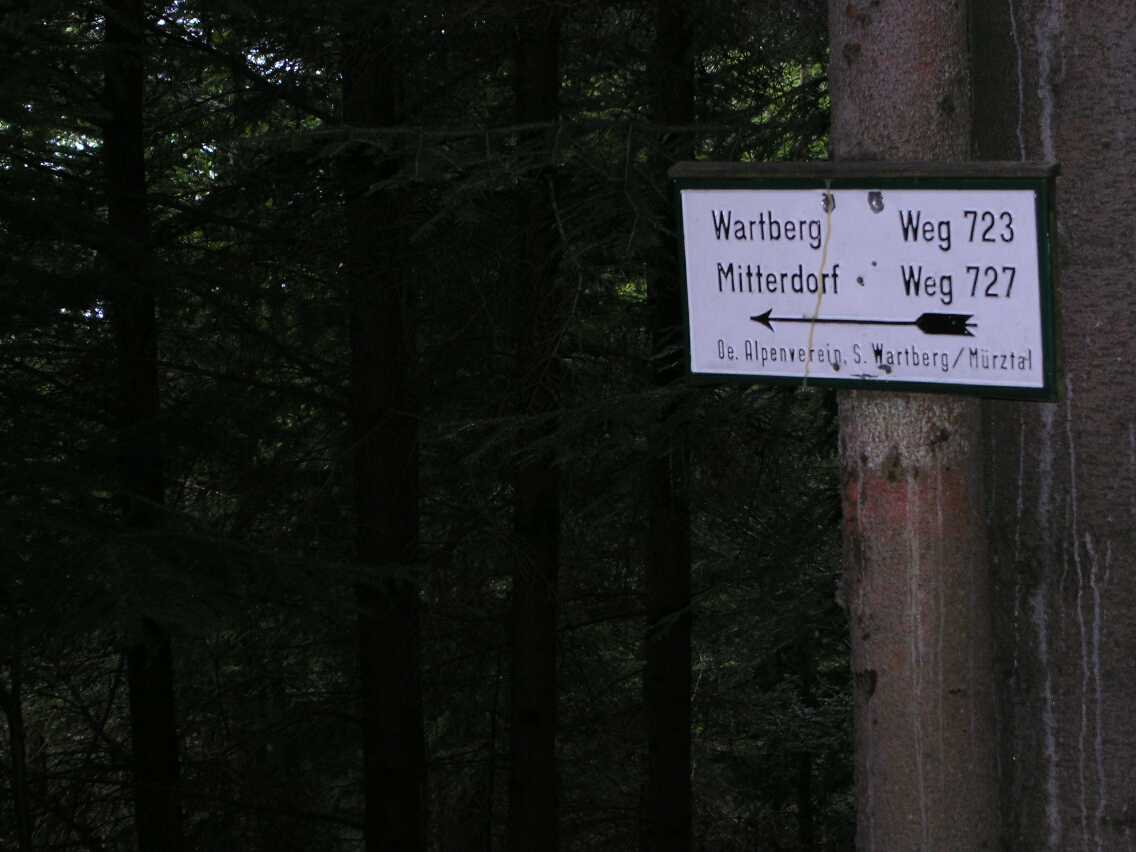 Wartberg Weg 723
Mitterdorf Weg 727
Oe. Alpenverein, S. Wartberg/Mürztal